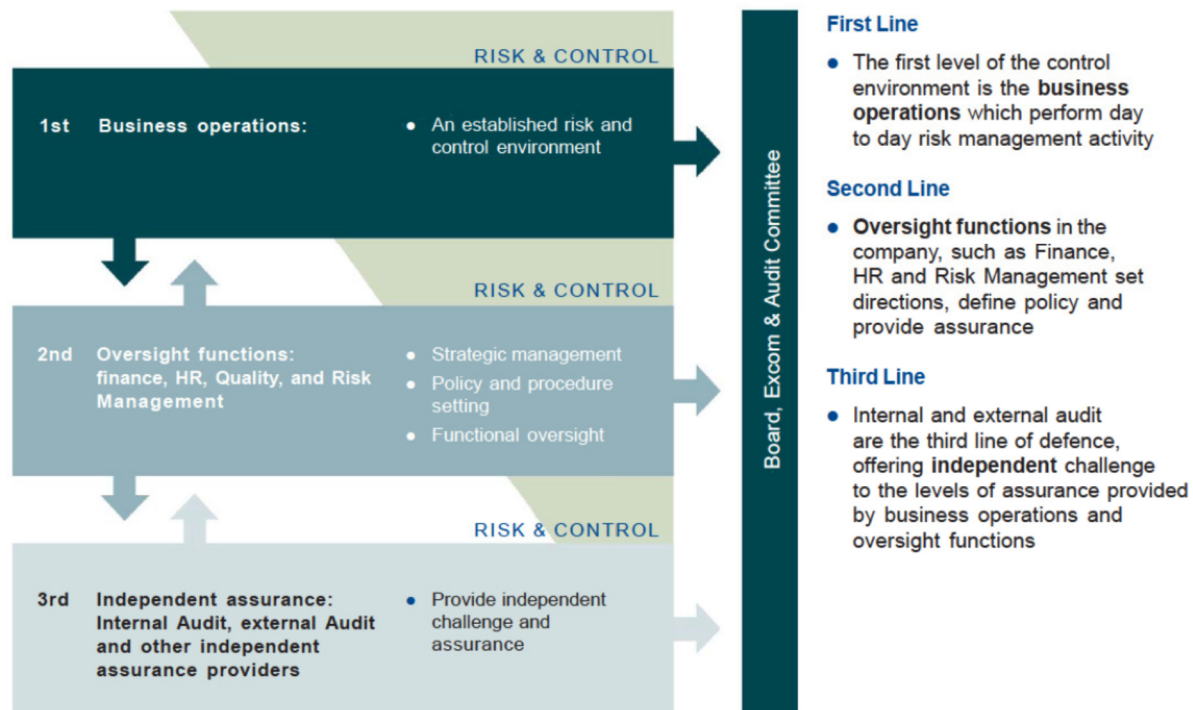 RISK & CONTROL
1st Business operations:
• An established risk and
control environment
RISK & CONTROL
2nd Oversight functions:
finance, HR, Quality, and Risk
Management
• Strategic management
• Policy and procedure
setting
• Functional oversight
RISK & CONTROL
3rd Independent assurance:
Internal Audit, external Audit
and other independent
assurance providers
• Provide independent
challenge and
assurance
Board, Excom & Audit Committee
First Line
• The first level of the control
environment is the business
operations which perform day
to day risk management activity
Second Line
• Oversight functions in the
company, such as Finance,
HR and Risk Management set
directions, define policy and
provide assurance
Third Line
• Internal and external audit
are the third line of defence,
offering independent challenge
to the levels of assurance provided
by business operations and
oversight functions